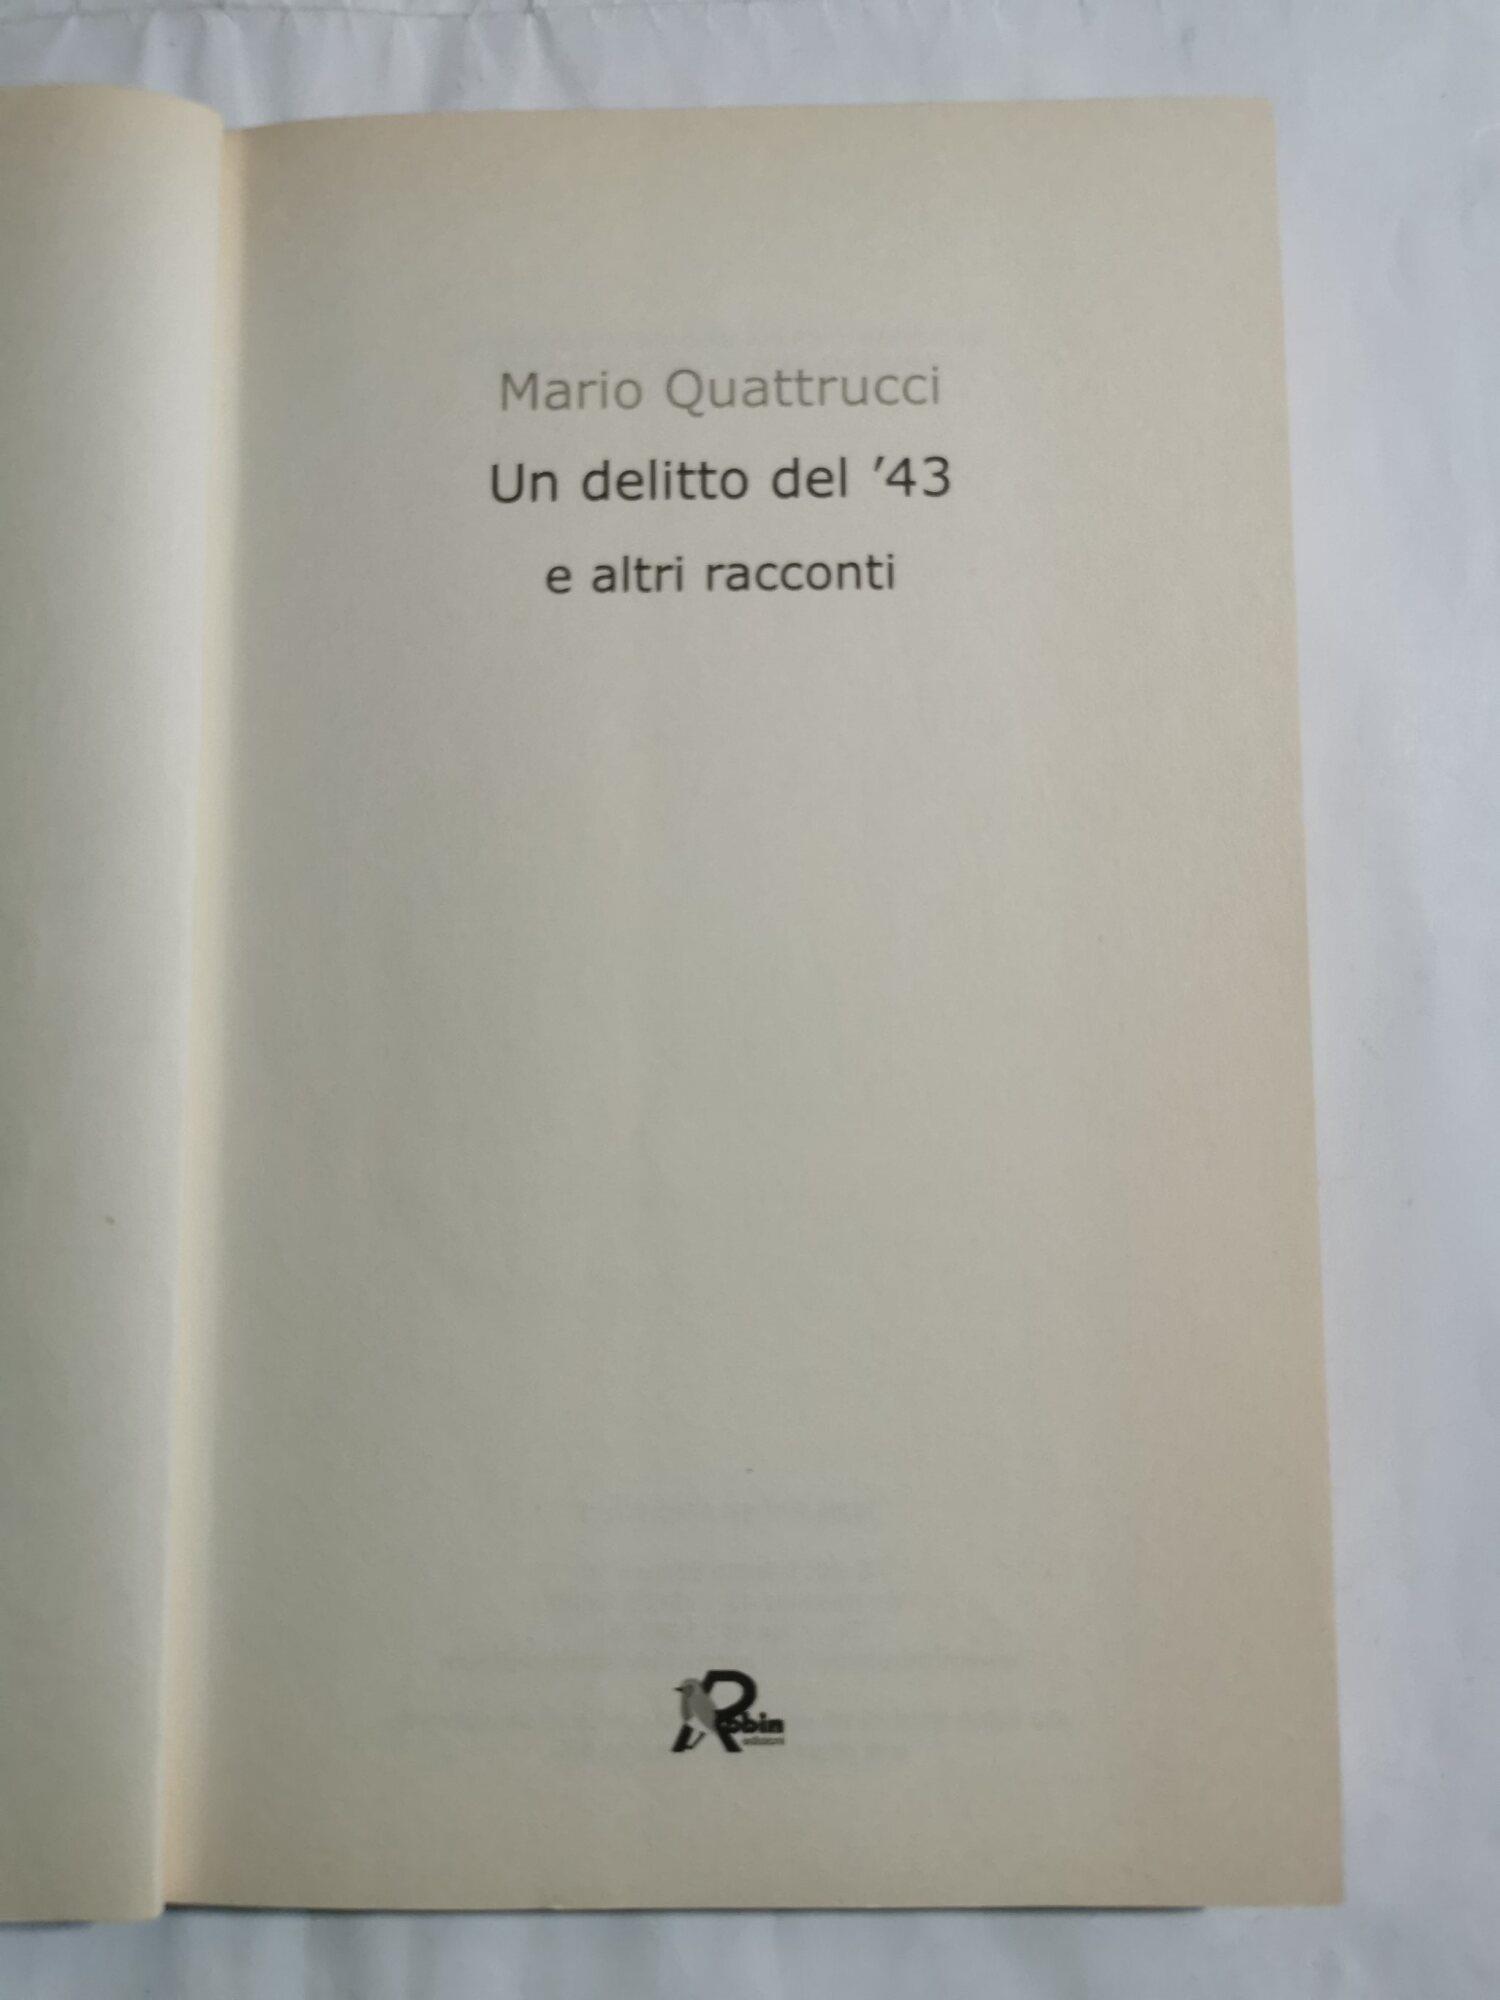 Mario Quattrucci
Un delitto del ’43
e altri racconti
Robin
edizioni